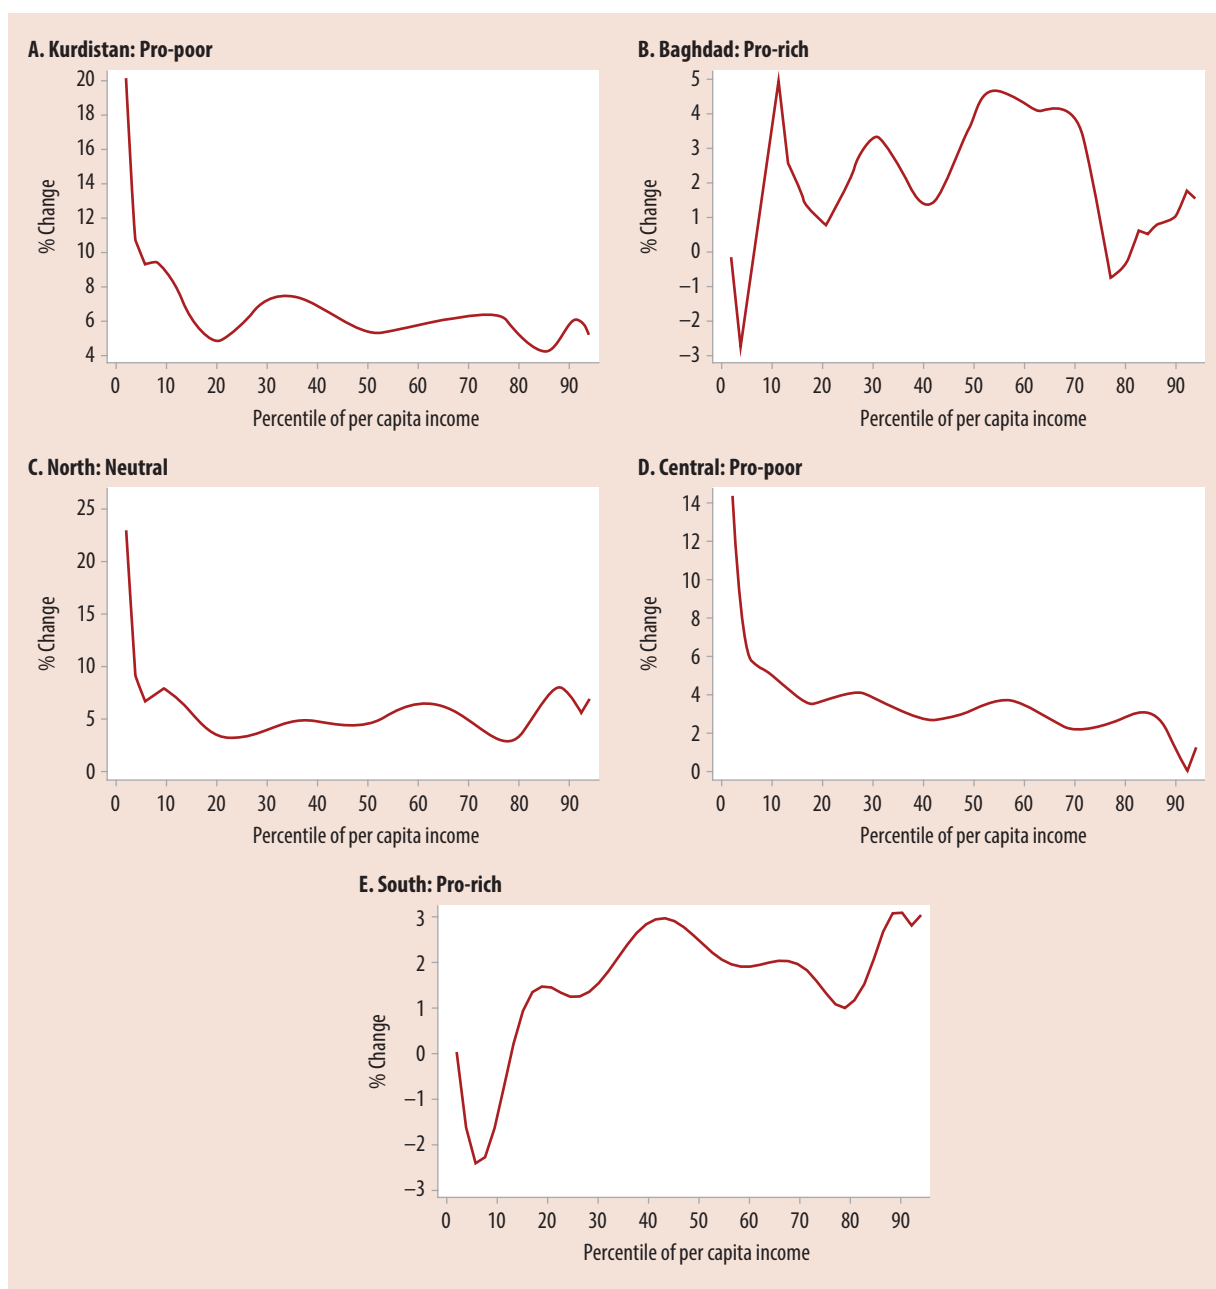 A. Kurdistan: Pro-poor
20
18
16
14
12
10
8
6
4
% Change
0 10 20 30 40 50 60 70 80 90
Percentile of per capita income
B. Baghdad: Pro-rich
5
4
3
2
1
0
−1
−2
−3
% Change
0 10 20 30 40 50 60 70 80 90
Percentile of per capita income
C. North: Neutral
25
20
15
10
5
0
% Change
0 10 20 30 40 50 60 70 80 90
Percentile of per capita income
D. Central: Pro-poor
14
12
10
8
6
4
2
0
% Change
0 10 20 30 40 50 60 70 80 90
Percentile of per capita income
E. South: Pro-rich
3
2
1
0
−1
−2
−3
% Change
0 10 20 30 40 50 60 70 80 90
Percentile of per capita income